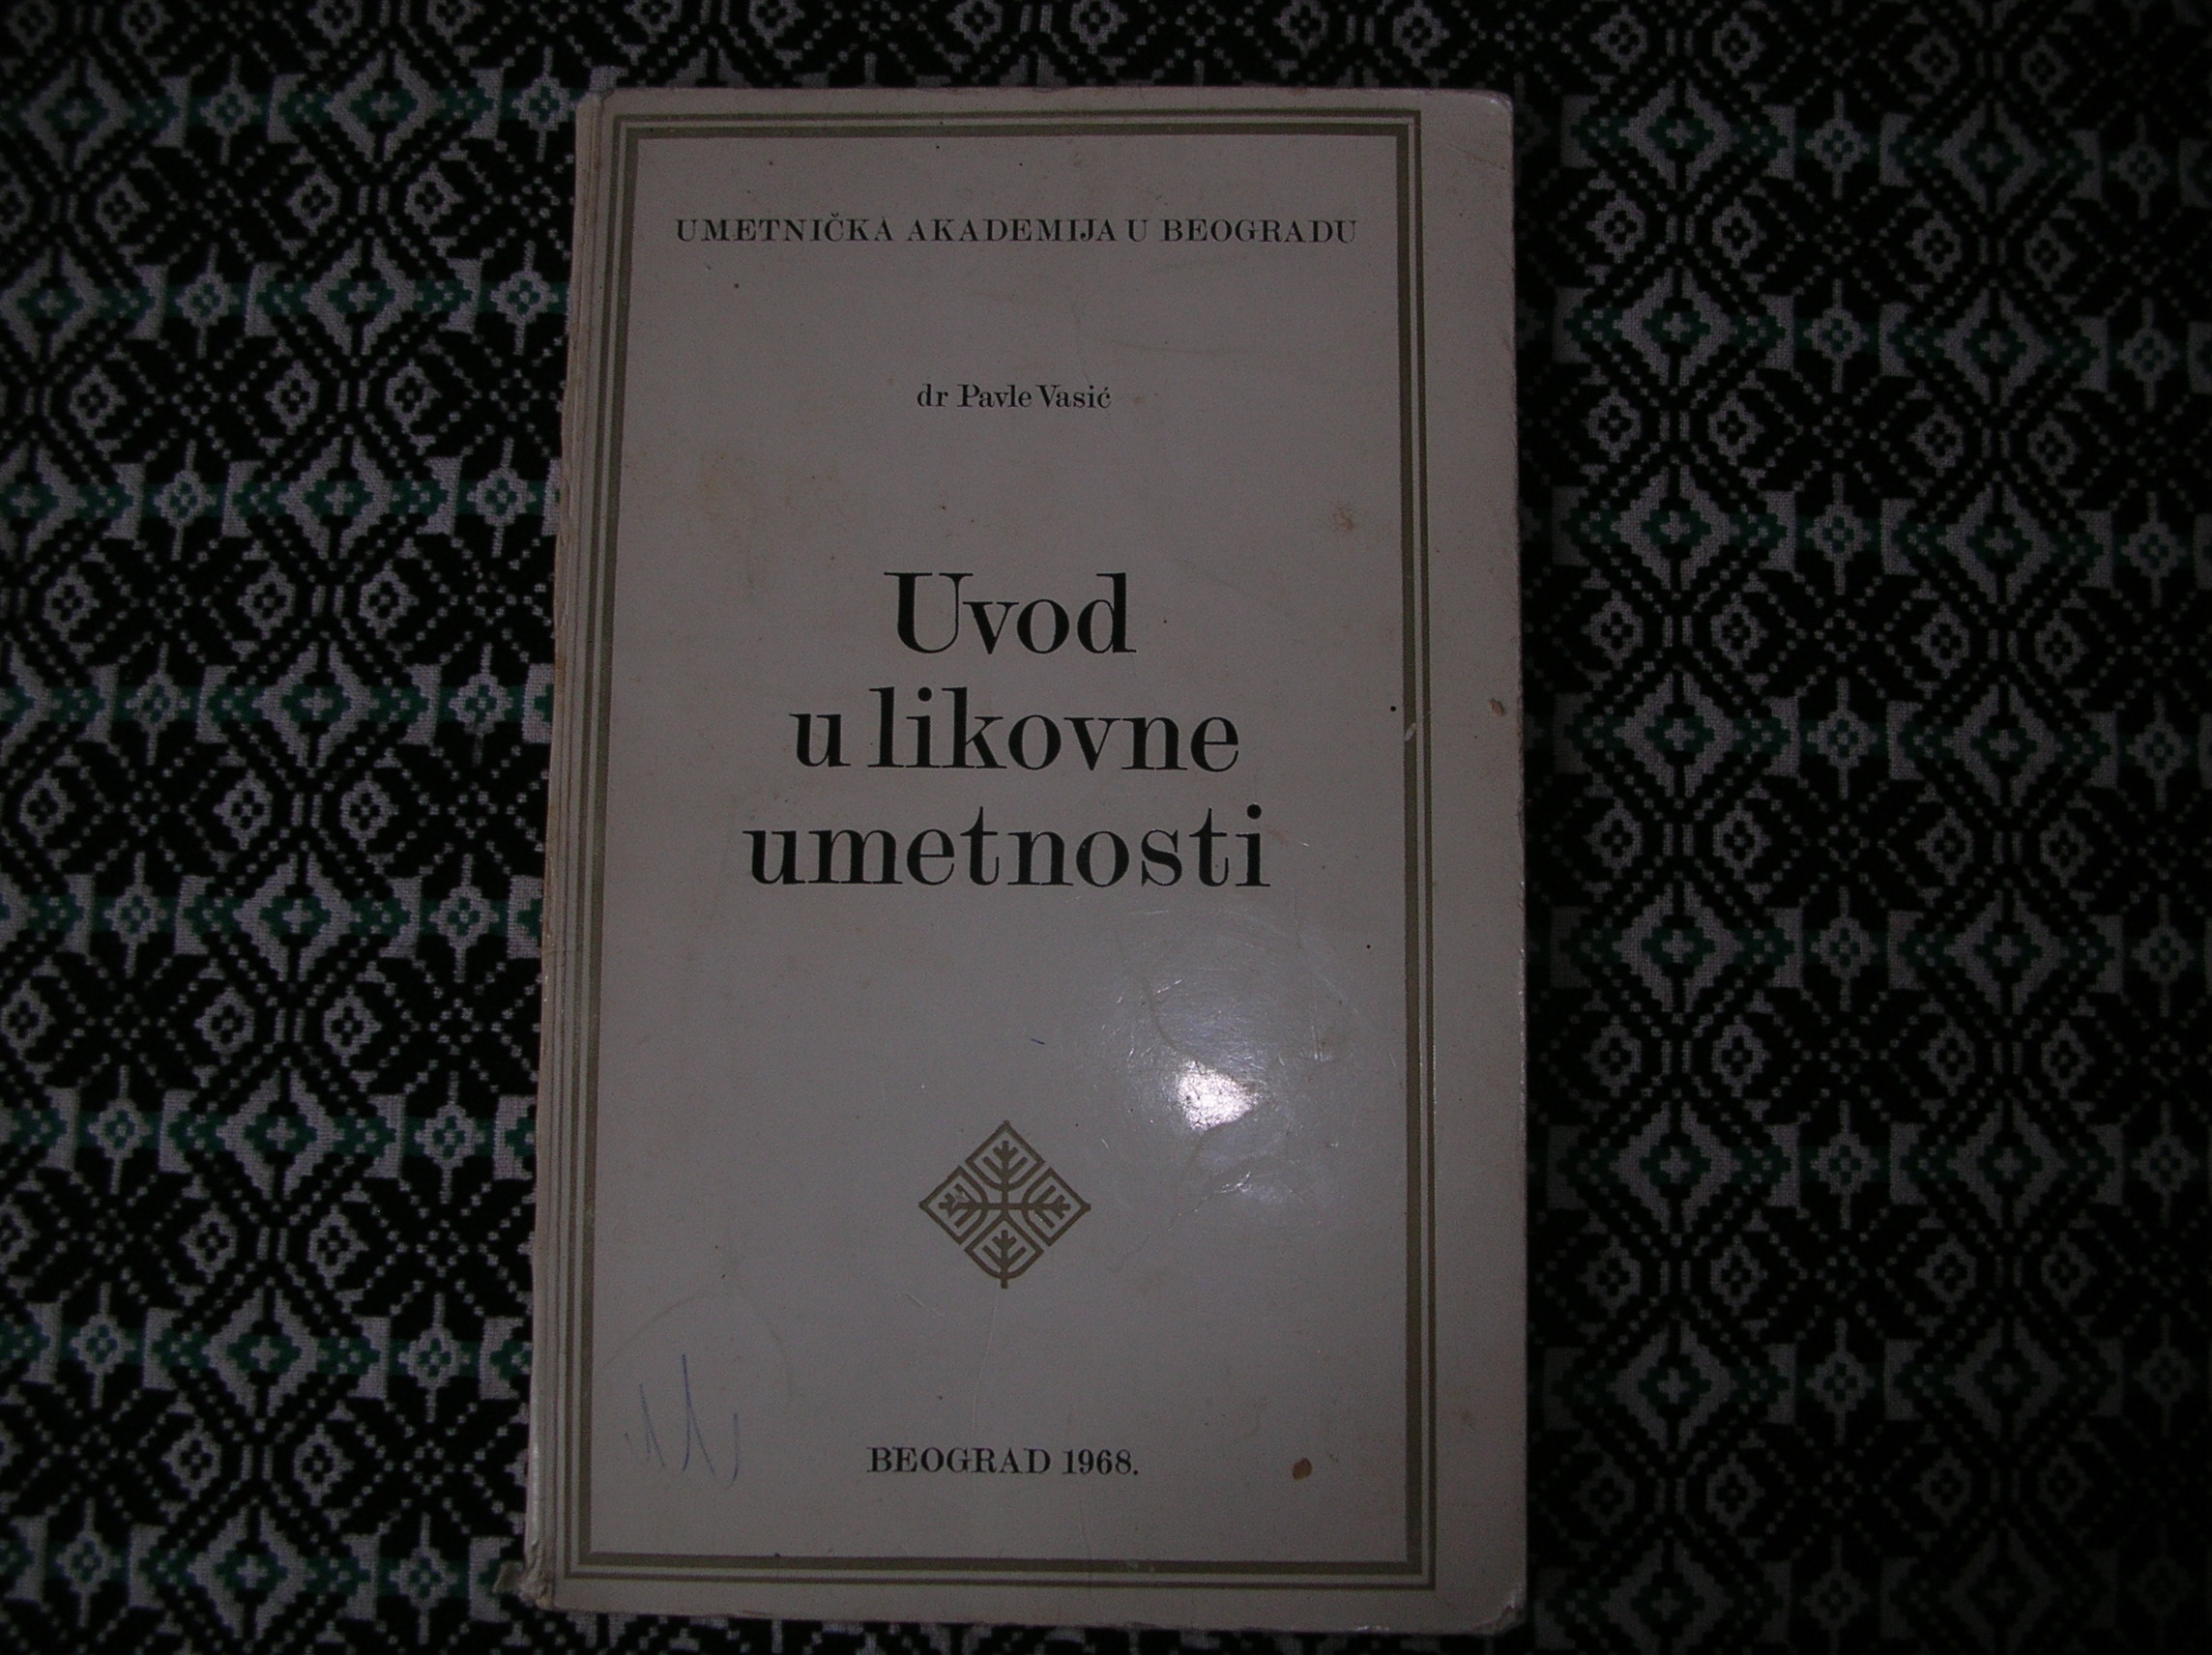 UMETNIČKA AKADEMIJA U BEOGRADU
dr Pavle Vasić
Uvod
u likovne
umetnosti
BEOGRAD 1968.